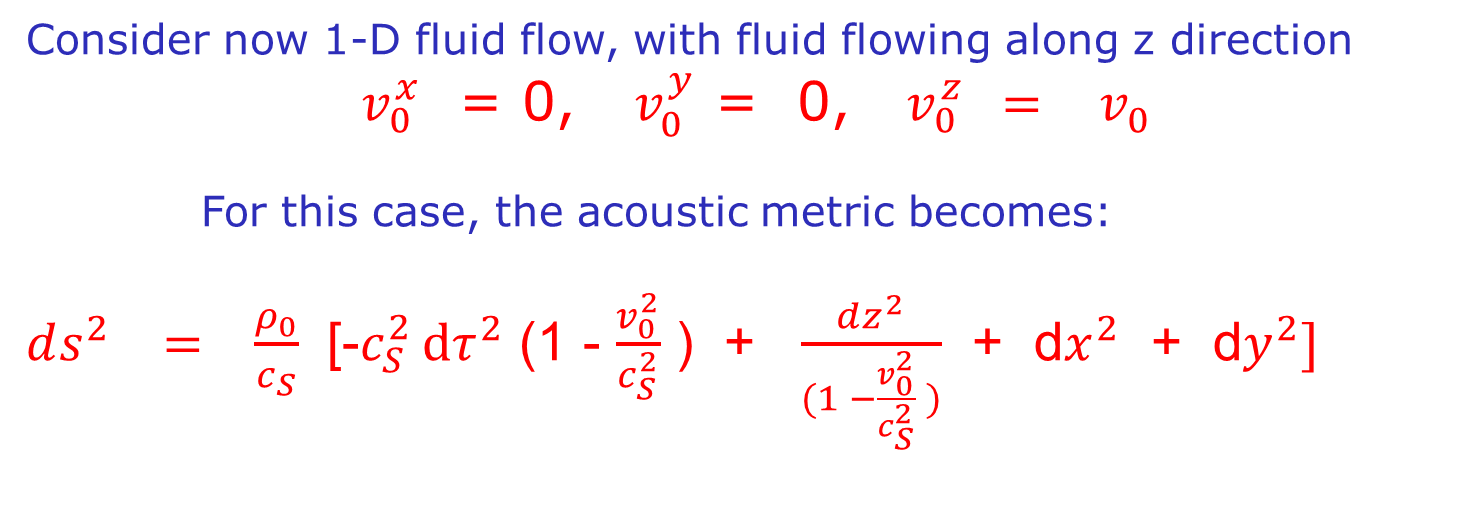 Consider now 1-D fluid flow, with fluid flowing along z direction
v₀ˣ = 0, v₀ʸ = 0, v₀ᶻ = v₀
For this case, the acoustic metric becomes:
ds² = ρ₀/c_S [-c_S² dτ² (1 - v₀²/c_S²) + dz²/(1 − v₀²/c_S²) + dx² + dy²]